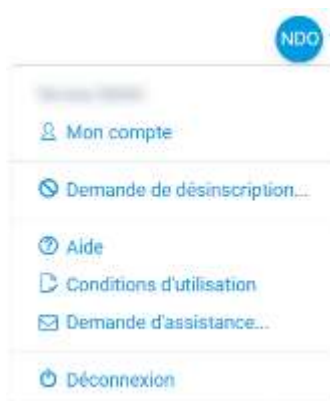 NDO
Mon compte
Demande de désinscription...
Aide
Conditions d'utilisation
Demande d'assistance...
Déconnexion